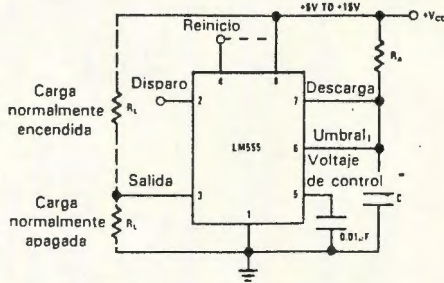 +5V TO +15V
+VCC
Reinicio
4
8
RA
Disparo
2
7
Descarga
Carga
normalmente
encendida
RL
LM555
6
Umbral
Voltaje
de control
Salida
3
5
C
Carga
normalmente
apagada
RL
1
0.01µF